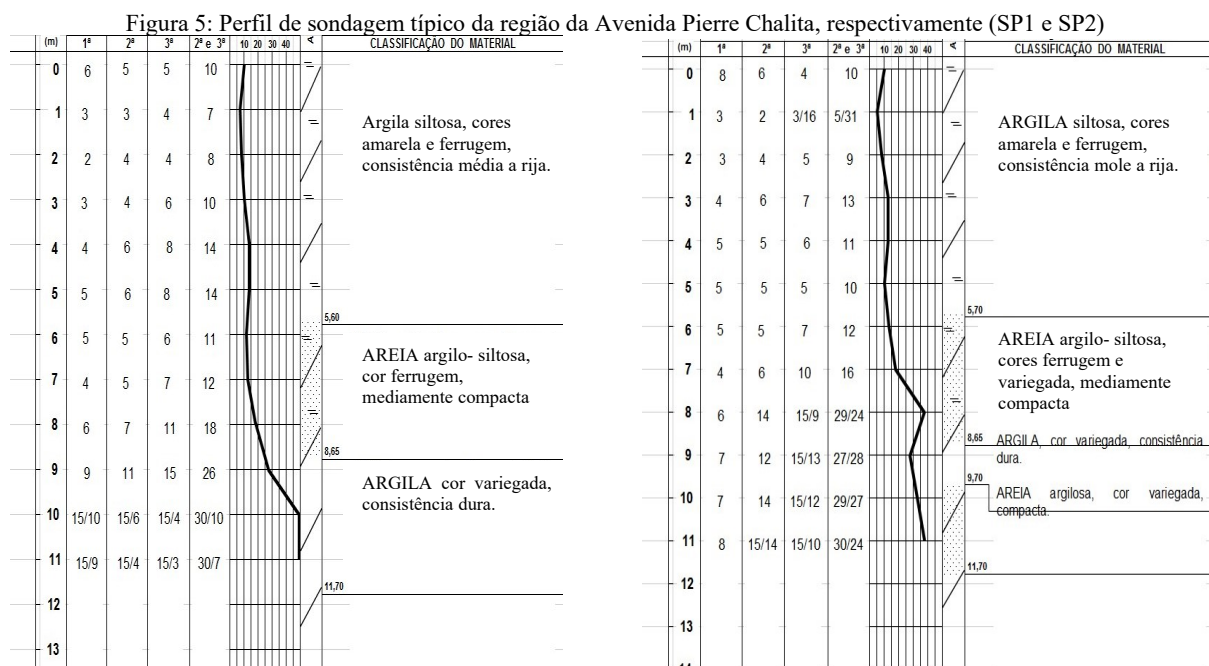 Figura 5: Perfil de sondagem típico da região da Avenida Pierre Chalita, respectivamente (SP1 e SP2)
(m) 1ª 2ª 3ª 2ª e 3ª 10 20 30 40 A CLASSIFICAÇÃO DO MATERIAL
0 6 5 5 10
1 3 3 4 7
Argila siltosa, cores
amarela e ferrugem,
consistência média a rija.
2 2 4 4 8
3 3 4 6 10
4 4 6 8 14
5 5 6 8 14
5,60
6 5 5 6 11
AREIA argilo- siltosa,
cor ferrugem,
mediamente compacta
7 4 5 7 12
8 6 7 11 18
8,65
9 9 11 15 26
ARGILA cor variegada,
consistência dura.
10 15/10 15/6 15/4 30/10
11 15/9 15/4 15/3 30/7
11,70
12
13
(m) 1ª 2ª 3ª 2ª e 3ª 10 20 30 40 A CLASSIFICAÇÃO DO MATERIAL
0 8 6 4 10
1 3 2 3/16 5/31
ARGILA siltosa, cores
amarela e ferrugem,
consistência mole a rija.
2 3 4 5 9
3 4 6 7 13
4 5 5 6 11
5 5 5 5 10
5,70
6 5 5 7 12
AREIA argilo- siltosa,
cores ferrugem e
variegada, mediamente
compacta
7 4 6 10 16
8 6 14 15/9 29/24
8,65
ARGILA, cor variegada, consistência
dura.
9 7 12 15/13 27/28
9,70
AREIA argilosa, cor variegada,
compacta.
10 7 14 15/12 29/27
11 8 15/14 15/10 30/24
11,70
12
13